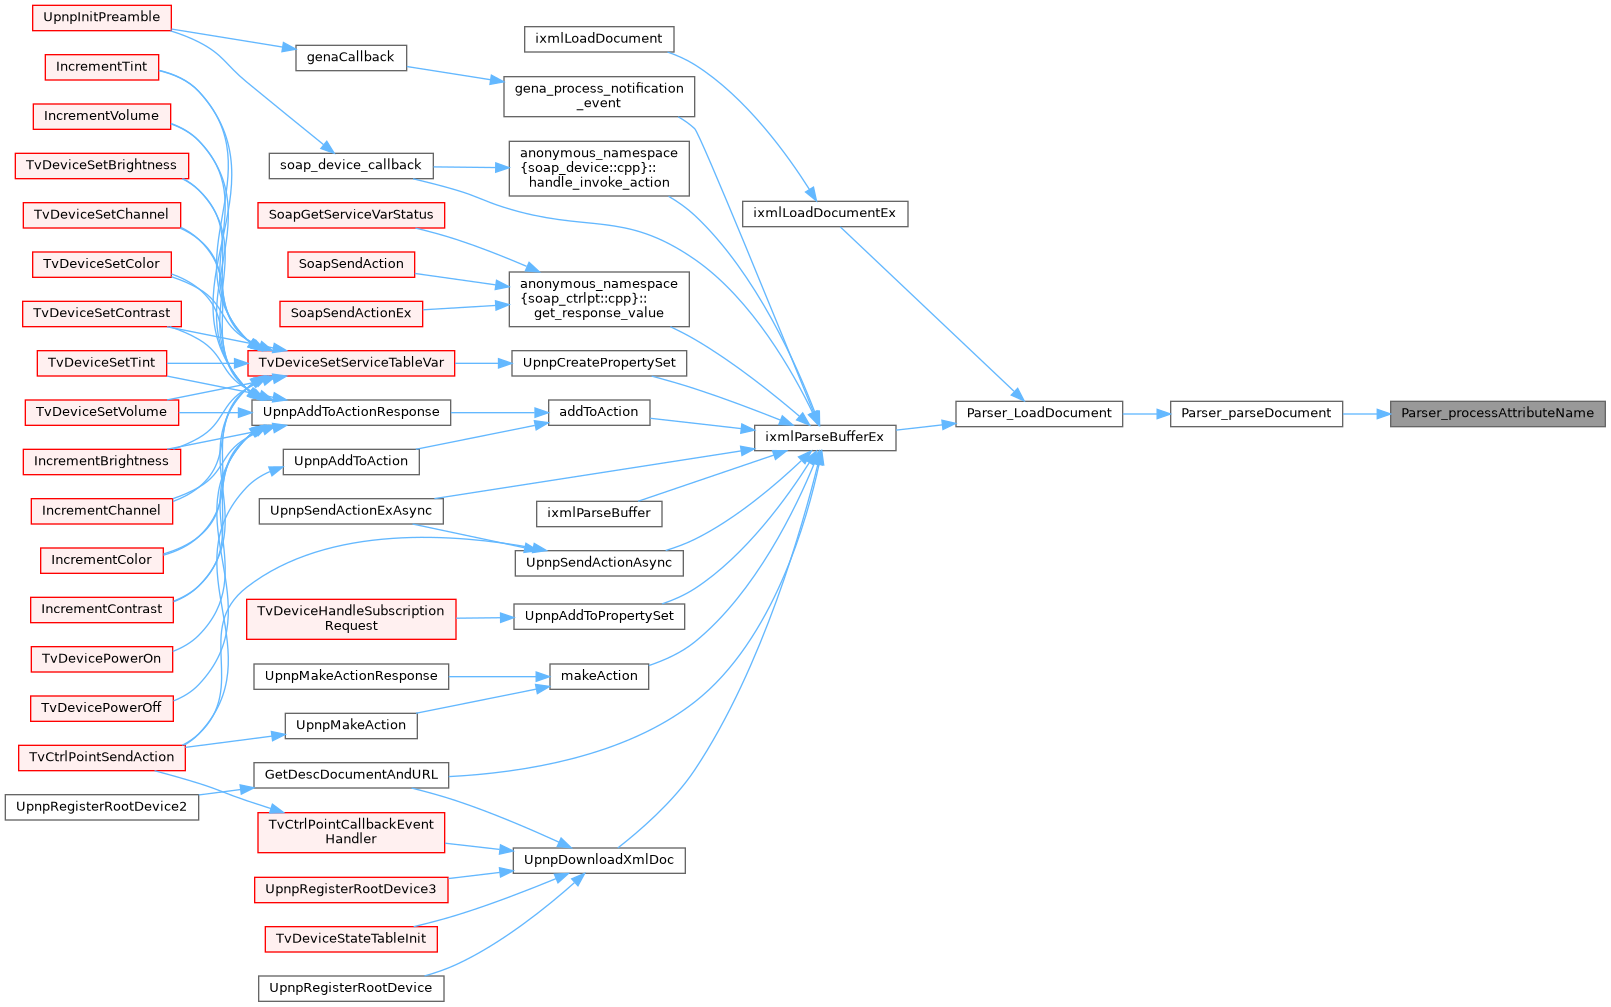 UpnpInitPreamble
IncrementTint
IncrementVolume
TvDeviceSetBrightness
TvDeviceSetChannel
TvDeviceSetColor
TvDeviceSetContrast
TvDeviceSetTint
TvDeviceSetVolume
IncrementBrightness
IncrementChannel
IncrementColor
IncrementContrast
TvDevicePowerOn
TvDevicePowerOff
TvCtrlPointSendAction
UpnpRegisterRootDevice2
genaCallback
soap_device_callback
SoapGetServiceVarStatus
SoapSendAction
SoapSendActionEx
TvDeviceSetServiceTableVar
UpnpAddToActionResponse
UpnpAddToAction
UpnpSendActionExAsync
TvDeviceHandleSubscription
Request
UpnpMakeActionResponse
UpnpMakeAction
GetDescDocumentAndURL
TvCtrlPointCallbackEvent
Handler
UpnpRegisterRootDevice3
TvDeviceStateTableInit
UpnpRegisterRootDevice
ixmlLoadDocument
gena_process_notification
_event
anonymous_namespace
{soap_device::cpp}::
handle_invoke_action
anonymous_namespace
{soap_ctrlpt::cpp}::
get_response_value
UpnpCreatePropertySet
addToAction
ixmlParseBuffer
UpnpSendActionAsync
UpnpAddToPropertySet
makeAction
UpnpDownloadXmlDoc
ixmlLoadDocumentEx
ixmlParseBufferEx
Parser_LoadDocument
Parser_parseDocument
Parser_processAttributeName